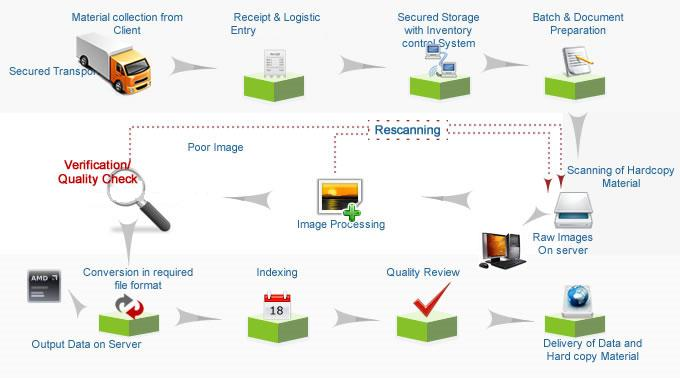 Material collection from
Client
Receipt & Logistic
Entry
Secured Storage
with Inventory
control System
Batch & Document
Preparation
Secured Transpor
Rescanning
Poor Image
Verification/
Quality Check
Scanning of Hardcopy
Material
Image Processing
Raw Images
On server
Conversion in required
file format
Indexing
Quality Review
AMD
18
Output Data on Server
Delivery of Data and
Hard copy Material